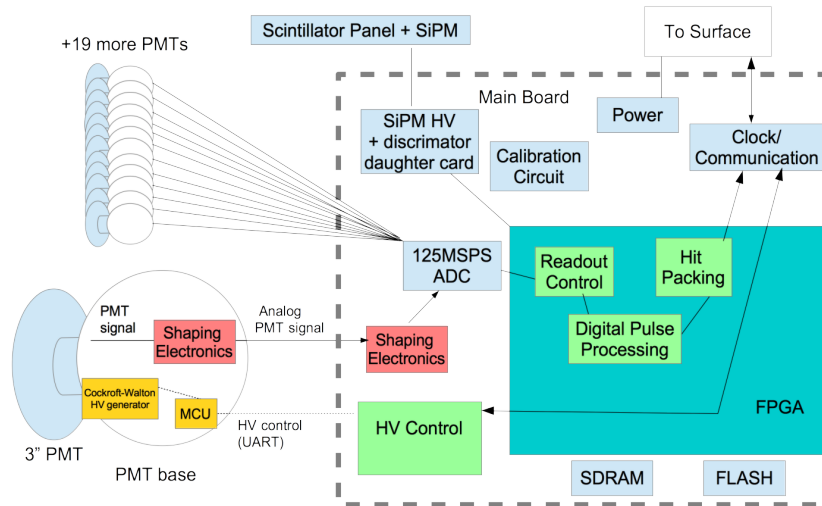 +19 more PMTs
Scintillator Panel + SiPM
To Surface
Main Board
SiPM HV
+ discrimator
daughter card
Calibration
Circuit
Power
Clock/
Communication
125MSPS
ADC
Readout
Control
Hit
Packing
Digital Pulse
Processing
FPGA
PMT
signal
Shaping
Electronics
Analog
PMT signal
Shaping
Electronics
Cockroft-Walton
HV generator
MCU
HV control
(UART)
HV Control
3” PMT
PMT base
SDRAM
FLASH